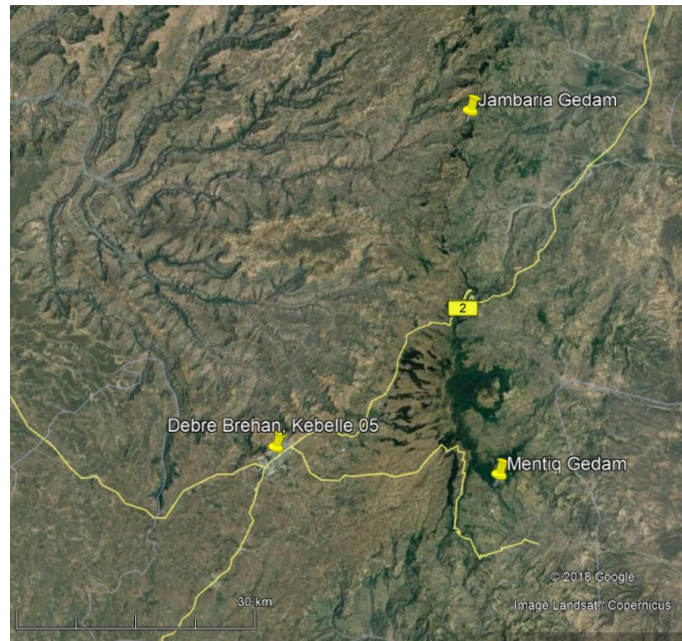 Jambaria Gedam
2
Debre Brehan, Kebelle 05
Mentiq Gedam
© 2018 Google
30 km
Image Landsat / Copernicus